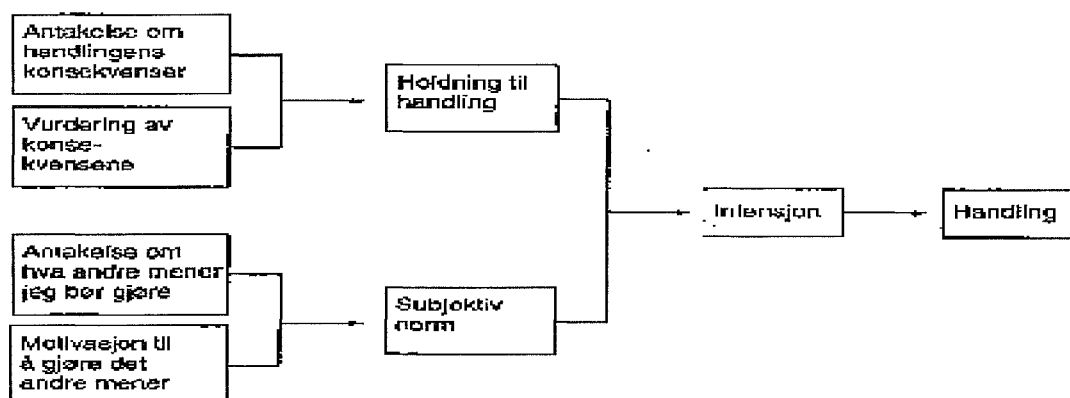 Antakelse om
handlingens
konsekvenser
Vurdering av
konse-
kvensene
Holdning til
handling
Intensjon
Handling
Antakelse om
hva andre mener
jeg bør gjøre
Motivasjon til
å gjøre det
andre mener
Subjektiv
norm